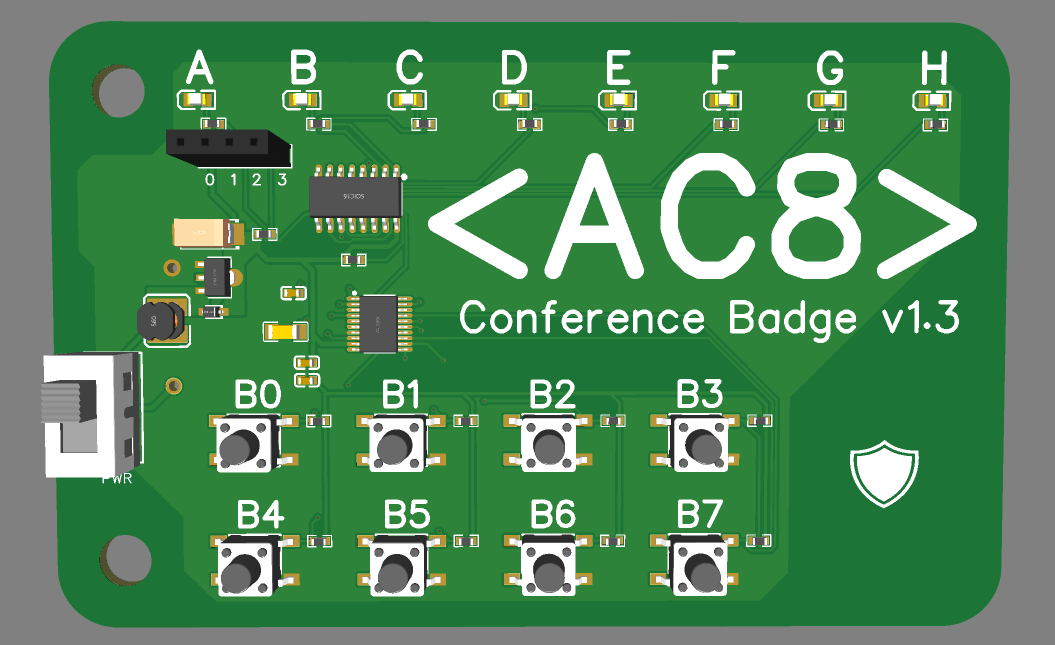 A B C D E F G H
0 1 2 3
SOIC16
<AC8>
Conference Badge v1.3
PWR
B0 B1 B2 B3
B4 B5 B6 B7